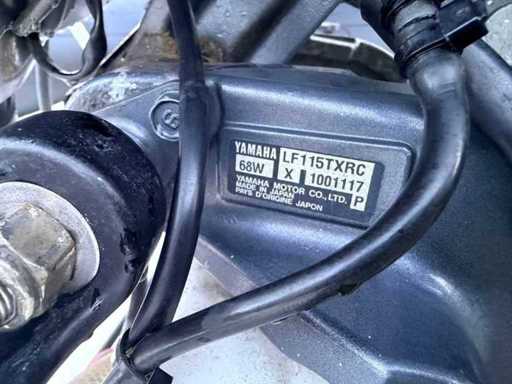 YAMAHA LF115TXRC
68W X 1001117
YAMAHA MOTOR CO., LTD. P
MADE IN JAPAN
PAYS D'ORIGINE JAPON